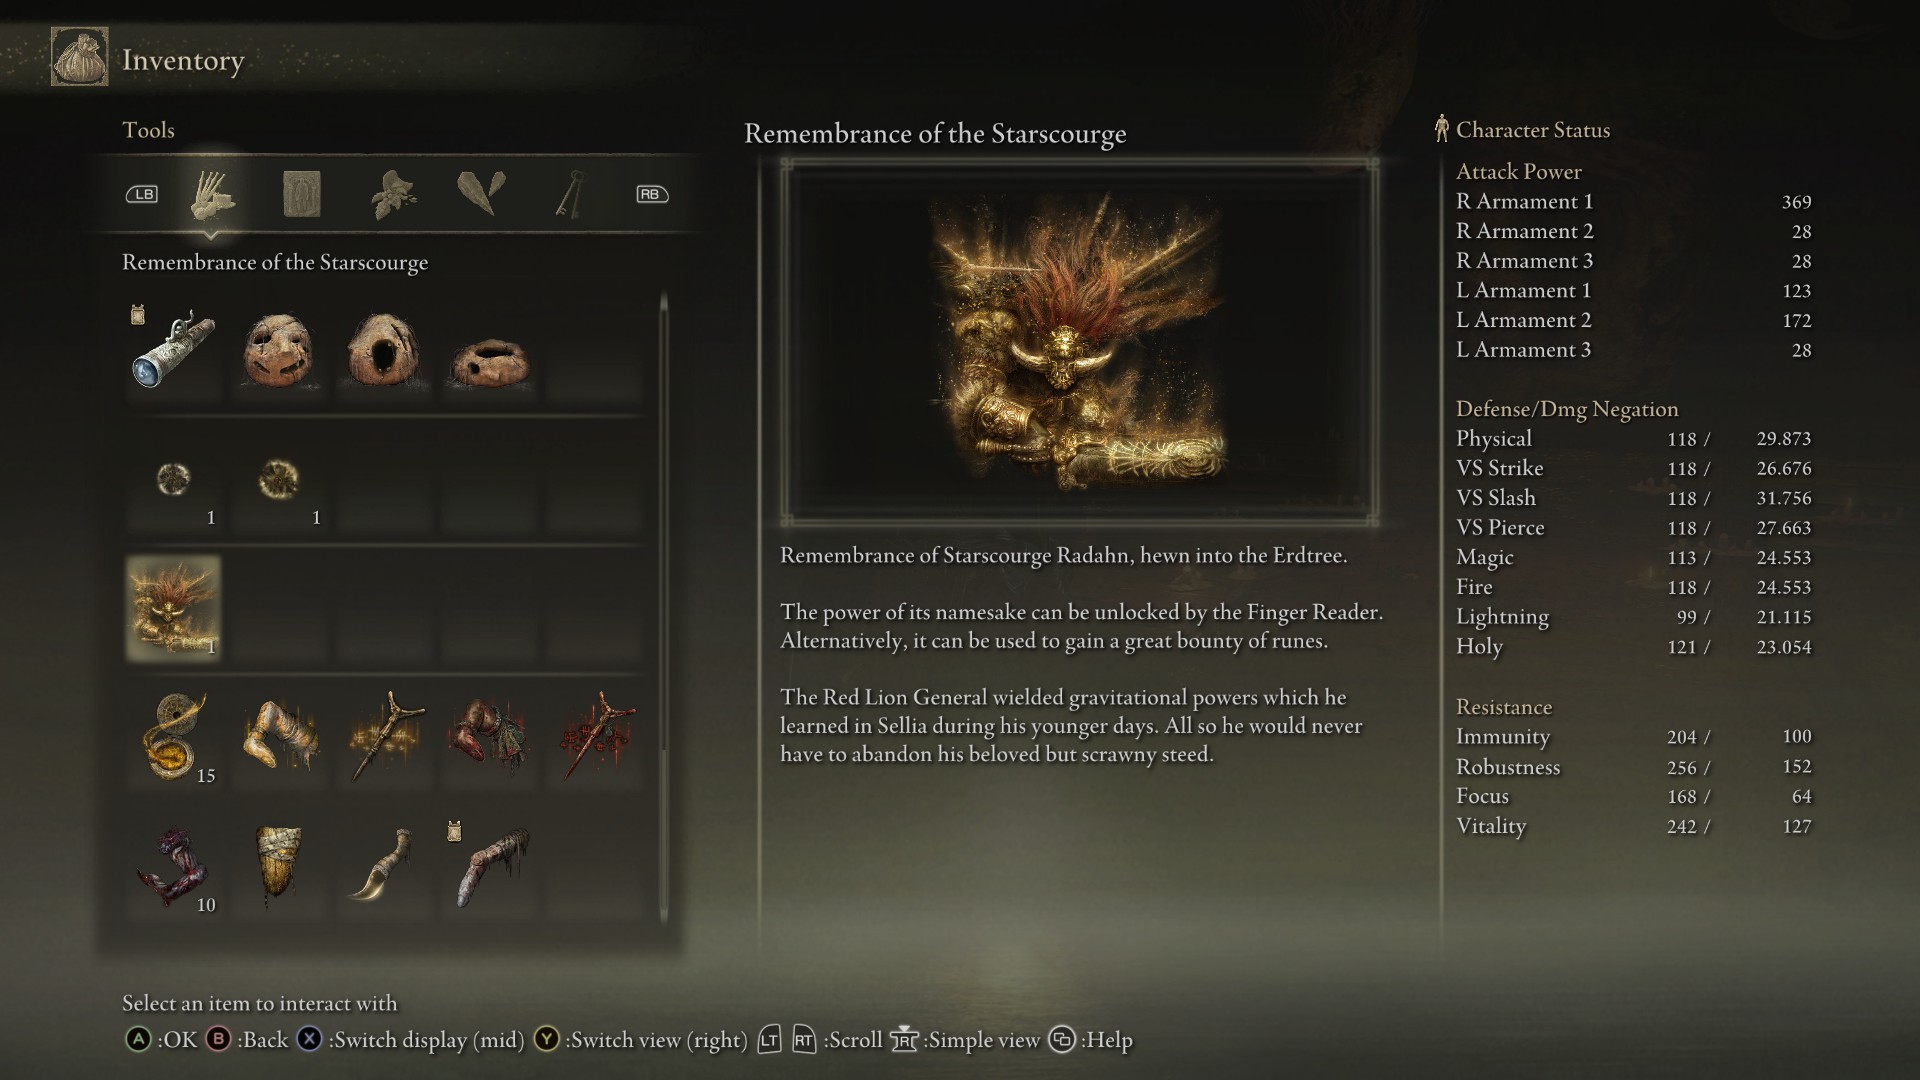 Inventory
Tools
LB
RB
Remembrance of the Starscourge
1
1
1
15
10
Remembrance of the Starscourge
Remembrance of Starscourge Radahn, hewn into the Erdtree.
The power of its namesake can be unlocked by the Finger Reader.
Alternatively, it can be used to gain a great bounty of runes.
The Red Lion General wielded gravitational powers which he
learned in Sellia during his younger days. All so he would never
have to abandon his beloved but scrawny steed.
Character Status
Attack Power
R Armament 1 369
R Armament 2 28
R Armament 3 28
L Armament 1 123
L Armament 2 172
L Armament 3 28
Defense/Dmg Negation
Physical 118 / 29.873
VS Strike 118 / 26.676
VS Slash 118 / 31.756
VS Pierce 118 / 27.663
Magic 113 / 24.553
Fire 118 / 24.553
Lightning 99 / 21.115
Holy 121 / 23.054
Resistance
Immunity 204 / 100
Robustness 256 / 152
Focus 168 / 64
Vitality 242 / 127
Select an item to interact with
A :OK B :Back X :Switch display (mid) Y :Switch view (right) LT RT :Scroll R :Simple view :Help